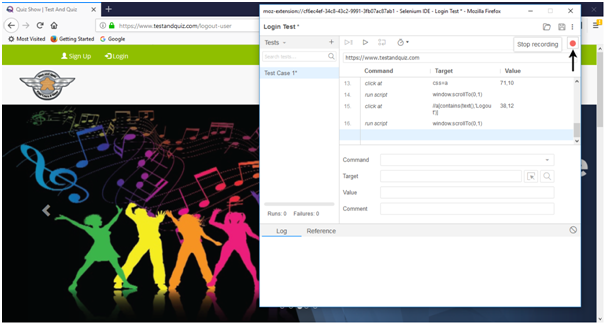 Quiz Show | Test And Quiz
https://www.testandquiz.com/logout-user
Most Visited Getting Started Google
Sign Up Login
moz-extension://cf6ec4ef-34c8-43c2-9991-3fb07ac87ab1 - Selenium IDE - Login Test * - Mozilla Firefox
Login Test*
Tests
Search tests...
Test Case 1*
Runs: 0 Failures: 0
Stop recording
https://www.testandquiz.com
Command Target Value
13. click at css=a 71,10
14. run script window.scrollTo(0,1)
15. click at //a[contains(text(),'Logou
t')] 38,12
16. run script window.scrollTo(0,1)
Command
Target
Value
Comment
Log Reference